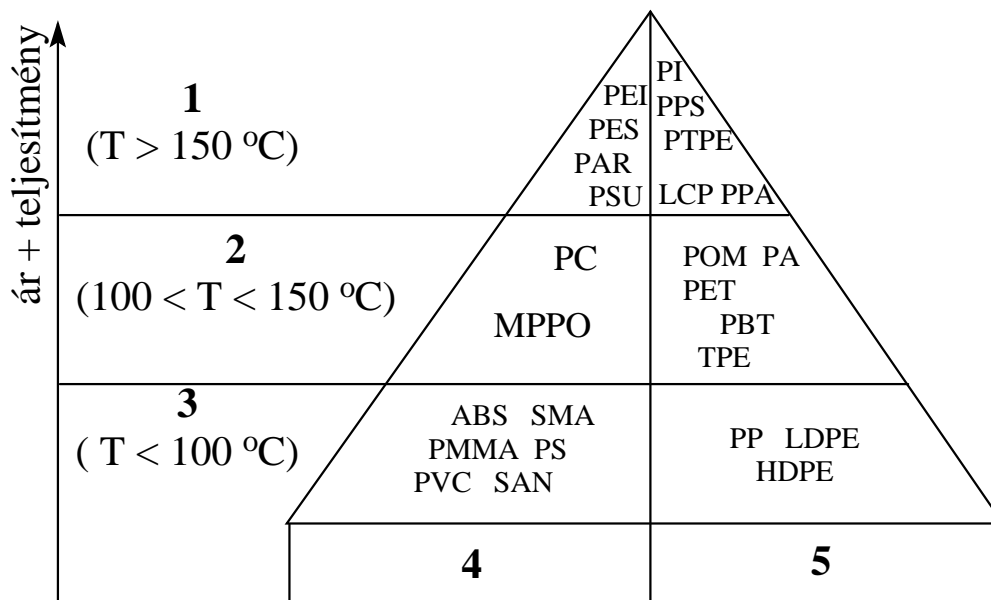 ár + teljesítmény
1
(T > 150 °C)
PEI
PES
PAR
PSU
PI
PPS
PTPE
LCP PPA
2
(100 < T < 150 °C)
PC
MPPO
POM PA
PET
PBT
TPE
3
( T < 100 °C)
ABS SMA
PMMA PS
PVC SAN
PP LDPE
HDPE
4
5